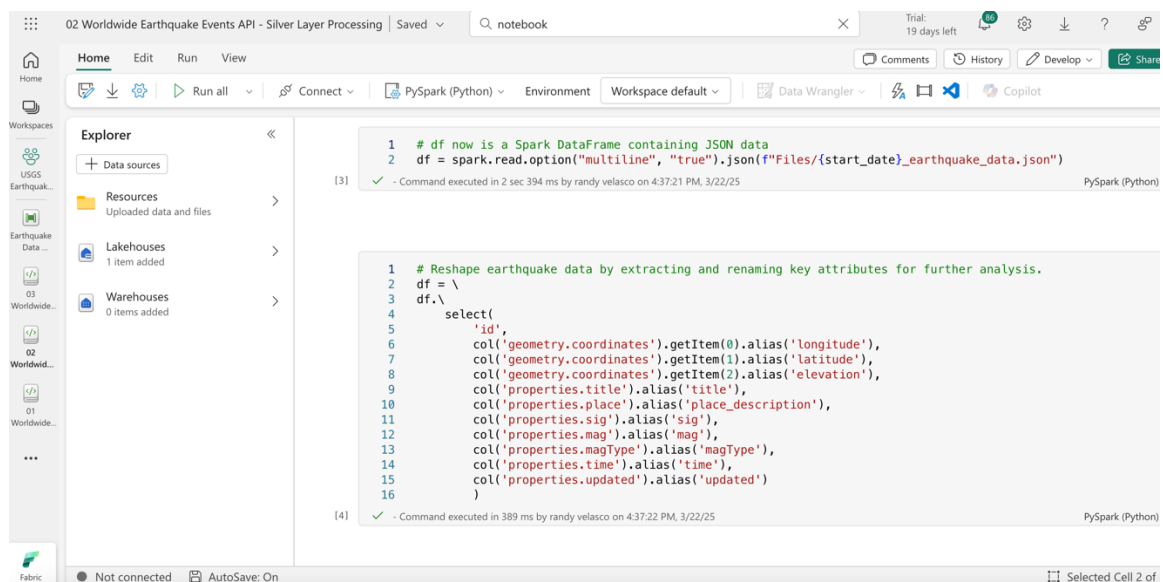 02 Worldwide Earthquake Events API - Silver Layer Processing
Saved
notebook
Trial:
19 days left
86
Home
Edit
Run
View
Comments
History
Develop
Share
Run all
Connect
PySpark (Python)
Environment
Workspace default
Data Wrangler
Copilot
Home
Workspaces
USGS
Earthquak...
Earthquake
Data ...
03
Worldwide...
02
Worldwid...
01
Worldwide...
Fabric
Explorer
Data sources
Resources
Uploaded data and files
Lakehouses
1 item added
Warehouses
0 items added
1 # df now is a Spark DataFrame containing JSON data
2 df = spark.read.option("multiline", "true").json(f"Files/{start_date}_earthquake_data.json")
[3] - Command executed in 2 sec 394 ms by randy velasco on 4:37:21 PM, 3/22/25 PySpark (Python)
1 # Reshape earthquake data by extracting and renaming key attributes for further analysis.
2 df = \
3 df.\
4 select(
5 'id',
6 col('geometry.coordinates').getItem(0).alias('longitude'),
7 col('geometry.coordinates').getItem(1).alias('latitude'),
8 col('geometry.coordinates').getItem(2).alias('elevation'),
9 col('properties.title').alias('title'),
10 col('properties.place').alias('place_description'),
11 col('properties.sig').alias('sig'),
12 col('properties.mag').alias('mag'),
13 col('properties.magType').alias('magType'),
14 col('properties.time').alias('time'),
15 col('properties.updated').alias('updated')
16 )
[4] - Command executed in 389 ms by randy velasco on 4:37:22 PM, 3/22/25 PySpark (Python)
Not connected
AutoSave: On
Selected Cell 2 of